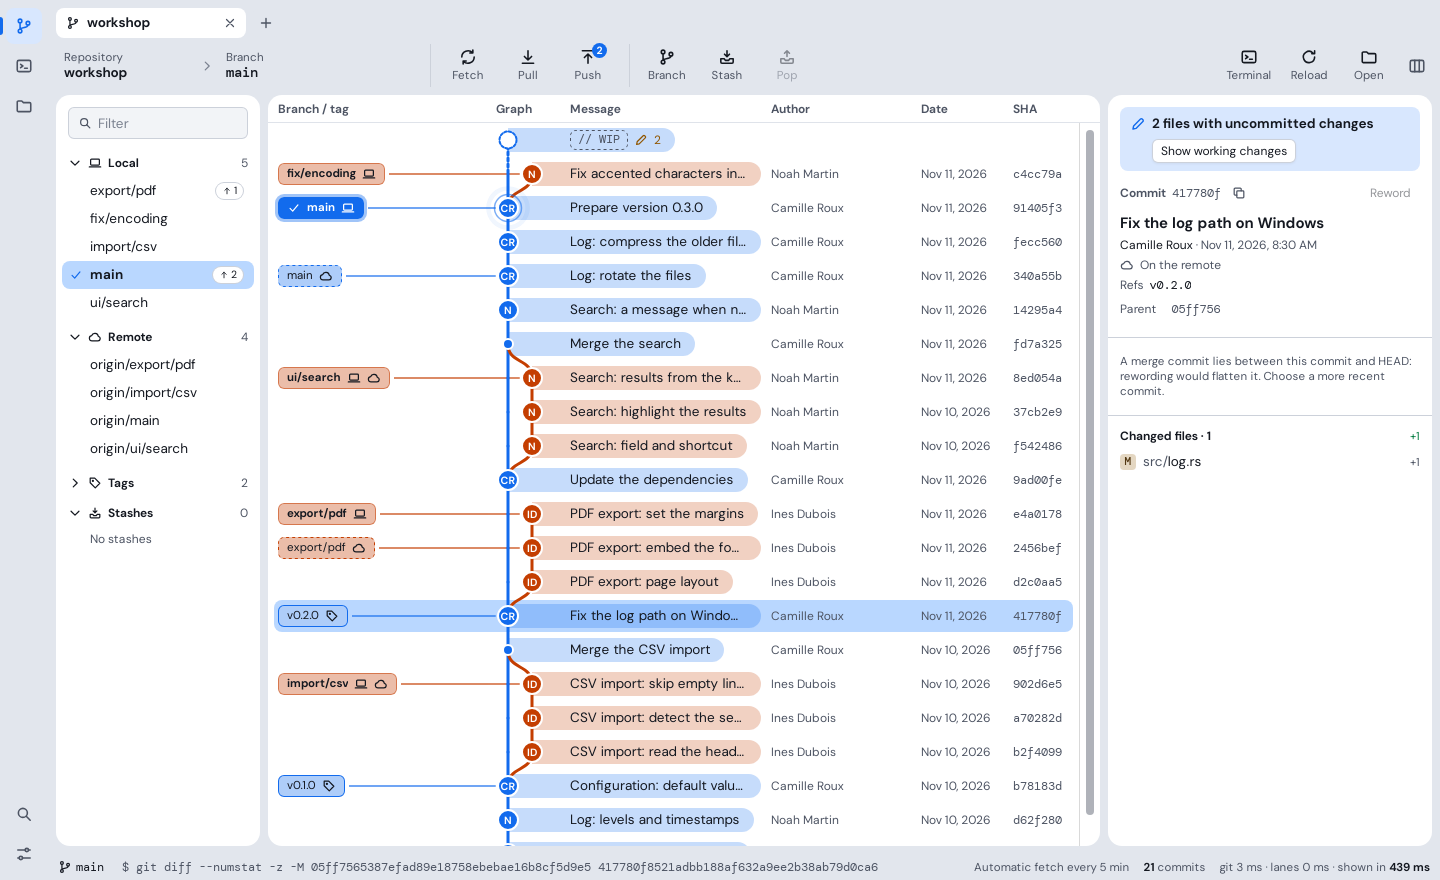 workshop
Repository
workshop
Branch
main
Fetch
Pull
Push
2
Branch
Stash
Pop
Terminal
Reload
Open
Filter
Local 5
export/pdf 1
fix/encoding
import/csv
main 2
ui/search
Remote 4
origin/export/pdf
origin/import/csv
origin/main
origin/ui/search
Tags 2
Stashes 0
No stashes
Branch / tag Graph Message Author Date SHA
// WIP 2
fix/encoding N Fix accented characters in... Noah Martin Nov 11, 2026 c4cc79a
main CR Prepare version 0.3.0 Camille Roux Nov 11, 2026 91405f3
CR Log: compress the older fil... Camille Roux Nov 11, 2026 fecc560
main CR Log: rotate the files Camille Roux Nov 11, 2026 340a55b
N Search: a message when n... Noah Martin Nov 11, 2026 14295a4
Merge the search Camille Roux Nov 11, 2026 fd7a325
ui/search N Search: results from the k... Noah Martin Nov 11, 2026 8ed054a
N Search: highlight the results Noah Martin Nov 10, 2026 37cb2e9
N Search: field and shortcut Noah Martin Nov 10, 2026 f542486
CR Update the dependencies Camille Roux Nov 11, 2026 9ad00fe
export/pdf ID PDF export: set the margins Ines Dubois Nov 11, 2026 e4a0178
export/pdf ID PDF export: embed the fo... Ines Dubois Nov 11, 2026 2456bef
ID PDF export: page layout Ines Dubois Nov 11, 2026 d2c0aa5
v0.2.0 CR Fix the log path on Windo... Camille Roux Nov 11, 2026 417780f
Merge the CSV import Camille Roux Nov 10, 2026 05ff756
import/csv ID CSV import: skip empty lin... Ines Dubois Nov 10, 2026 902d6e5
ID CSV import: detect the se... Ines Dubois Nov 10, 2026 a70282d
ID CSV import: read the head... Ines Dubois Nov 10, 2026 b2f4099
v0.1.0 CR Configuration: default valu... Camille Roux Nov 10, 2026 b78183d
N Log: levels and timestamps Noah Martin Nov 10, 2026 d62f280
2 files with uncommitted changes
Show working changes
Commit 417780f Reword
Fix the log path on Windows
Camille Roux · Nov 11, 2026, 8:30 AM
On the remote
Refs v0.2.0
Parent 05ff756
A merge commit lies between this commit and HEAD:
rewording would flatten it. Choose a more recent
commit.
Changed files · 1 +1
M src/log.rs +1
main $ git diff --numstat -z -M 05ff7565387efad89e18758ebebae16b8cf5d9e5 417780f8521adbb188af632a9ee2b38ab79d0ca6 Automatic fetch every 5 min 21 commits git 3 ms · lanes 0 ms · shown in 439 ms